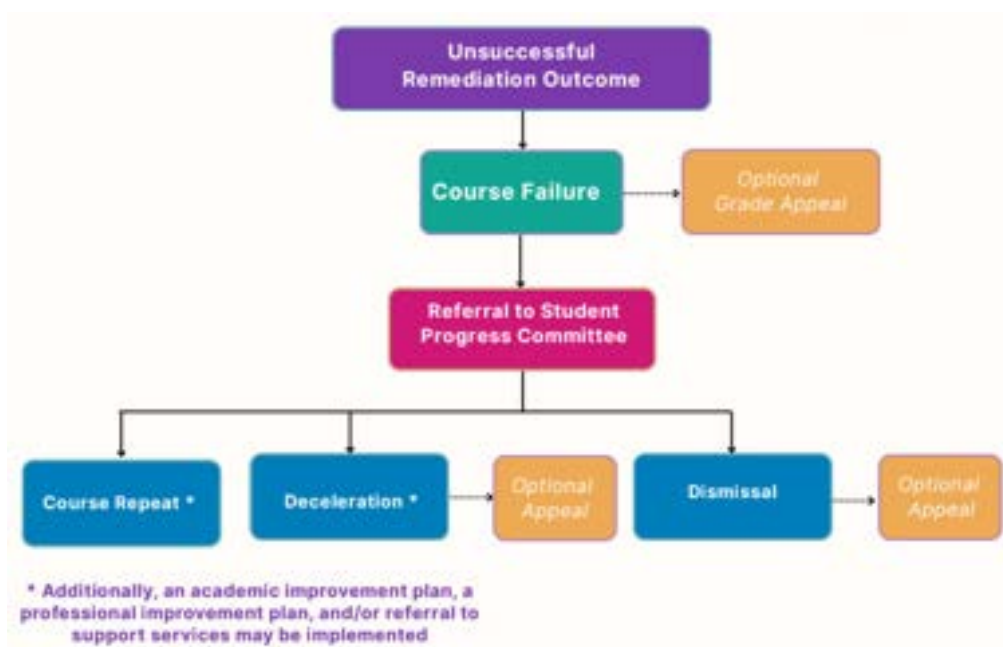 Unsuccessful
Remediation Outcome
Course Failure
Optional
Grade Appeal
Referral to Student
Progress Committee
Course Repeat *
Deceleration *
Optional
Appeal
Dismissal
Optional
Appeal
* Additionally, an academic improvement plan, a
professional improvement plan, and/or referral to
support services may be implemented